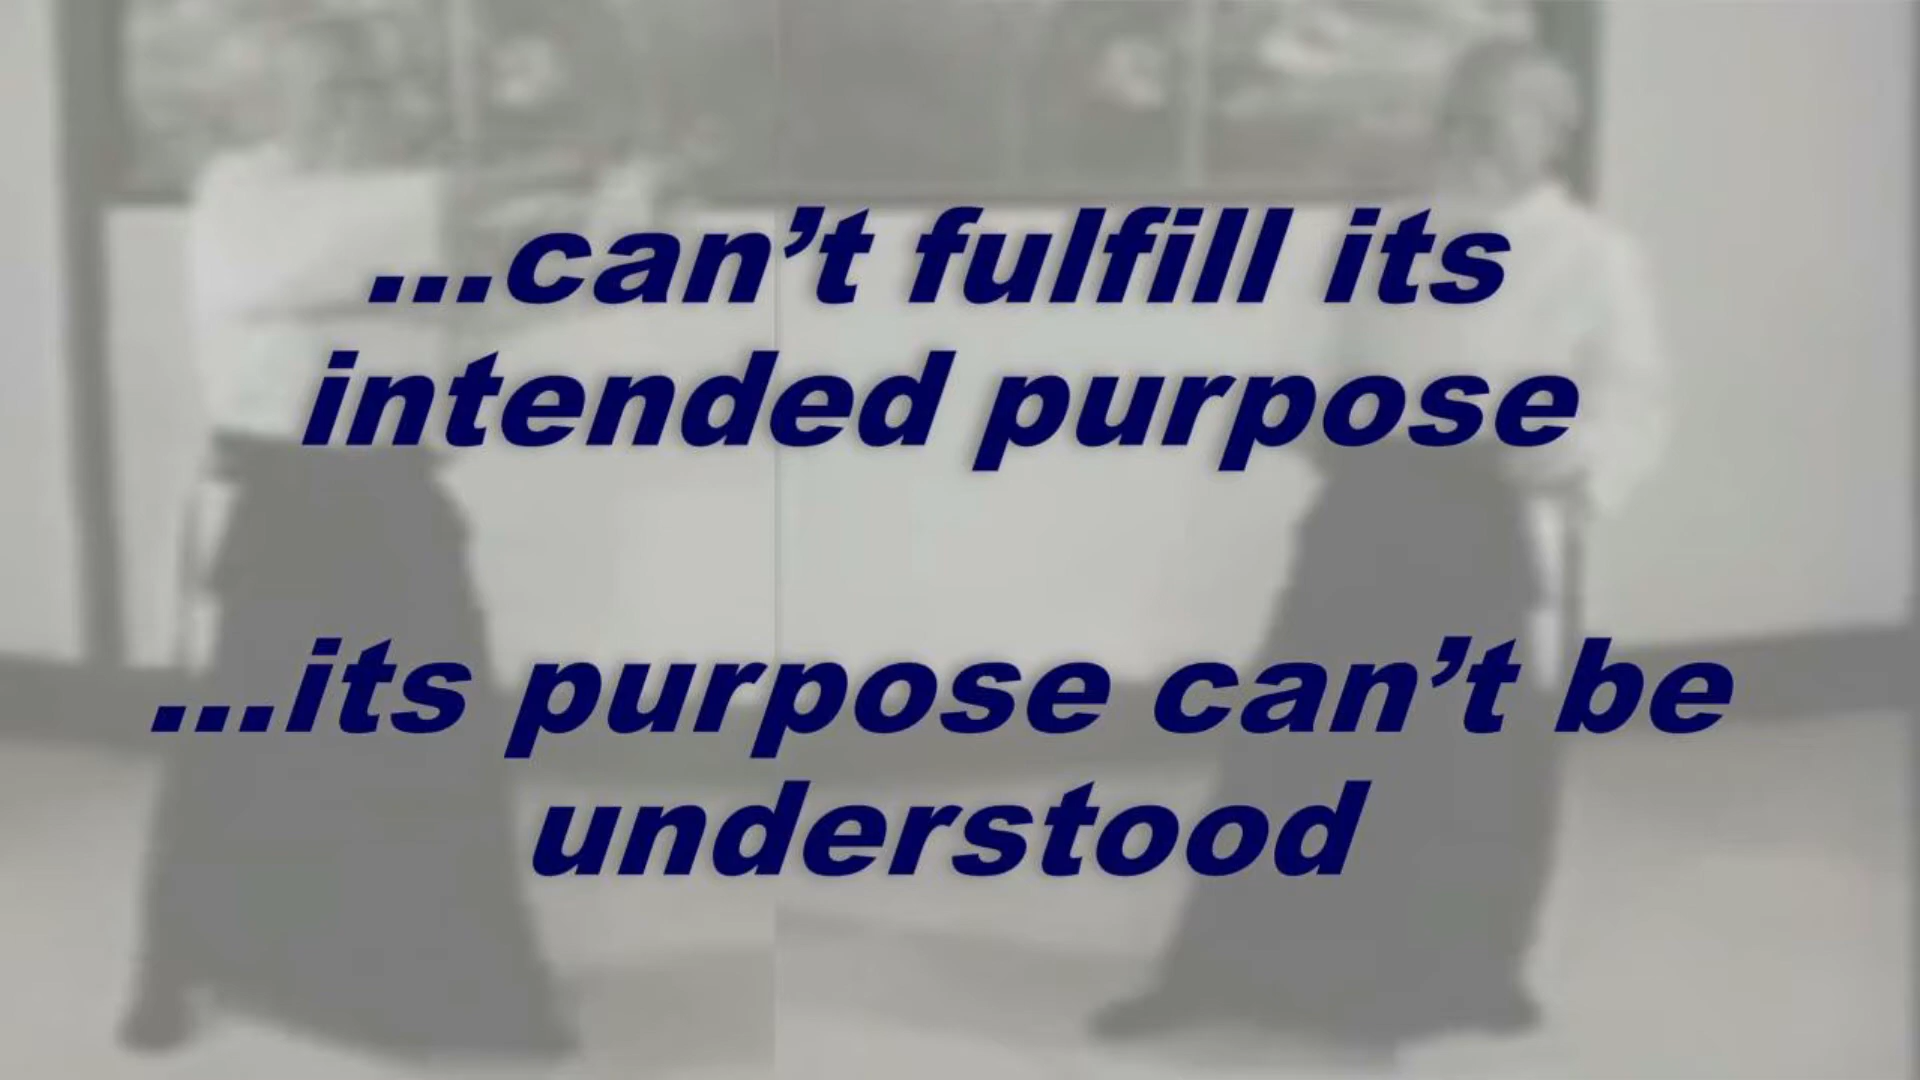 ...can’t fulfill its
intended purpose
...its purpose can’t be
understood